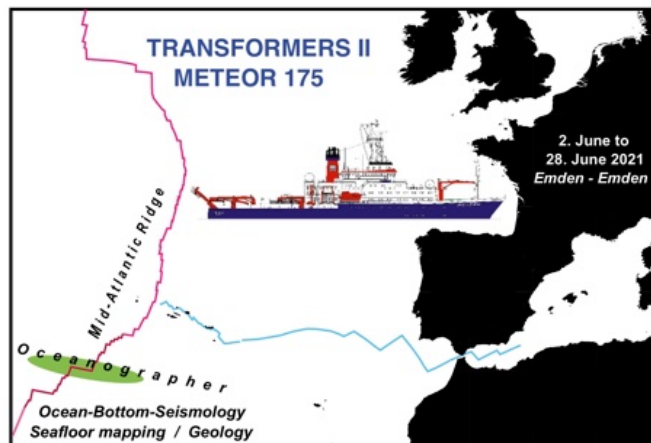 TRANSFORMERS II
METEOR 175
2. June to
28. June 2021
Emden - Emden
Mid-Atlantic Ridge
Oceanographer
Ocean-Bottom-Seismology
Seafloor mapping / Geology